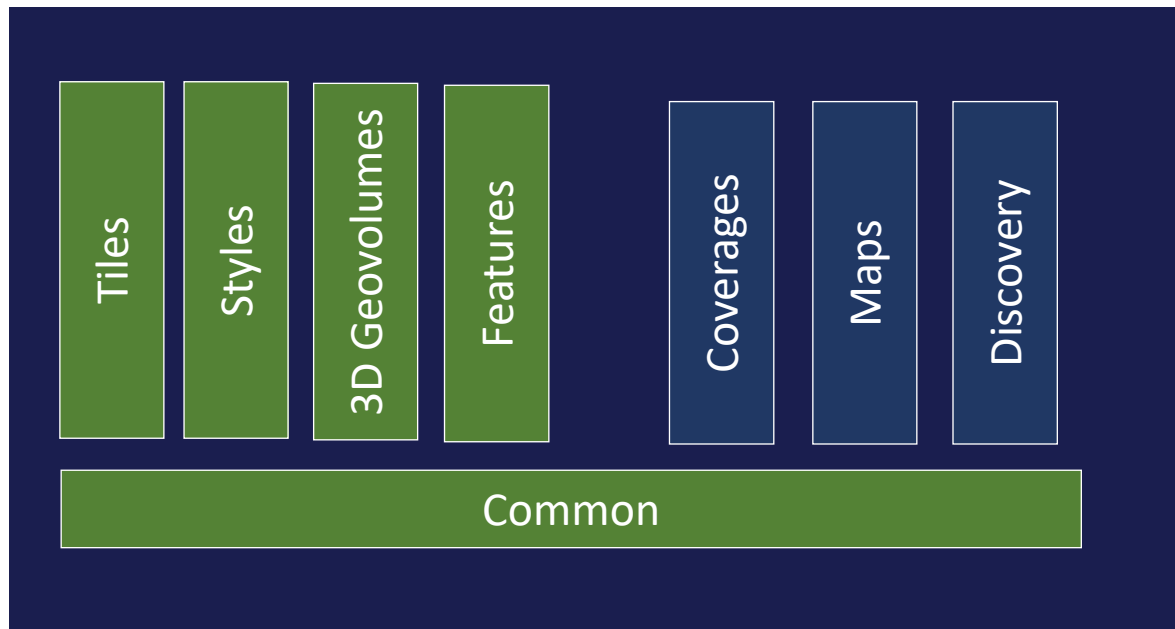 Tiles
Styles
3D Geovolumes
Features
Coverages
Maps
Discovery
Common